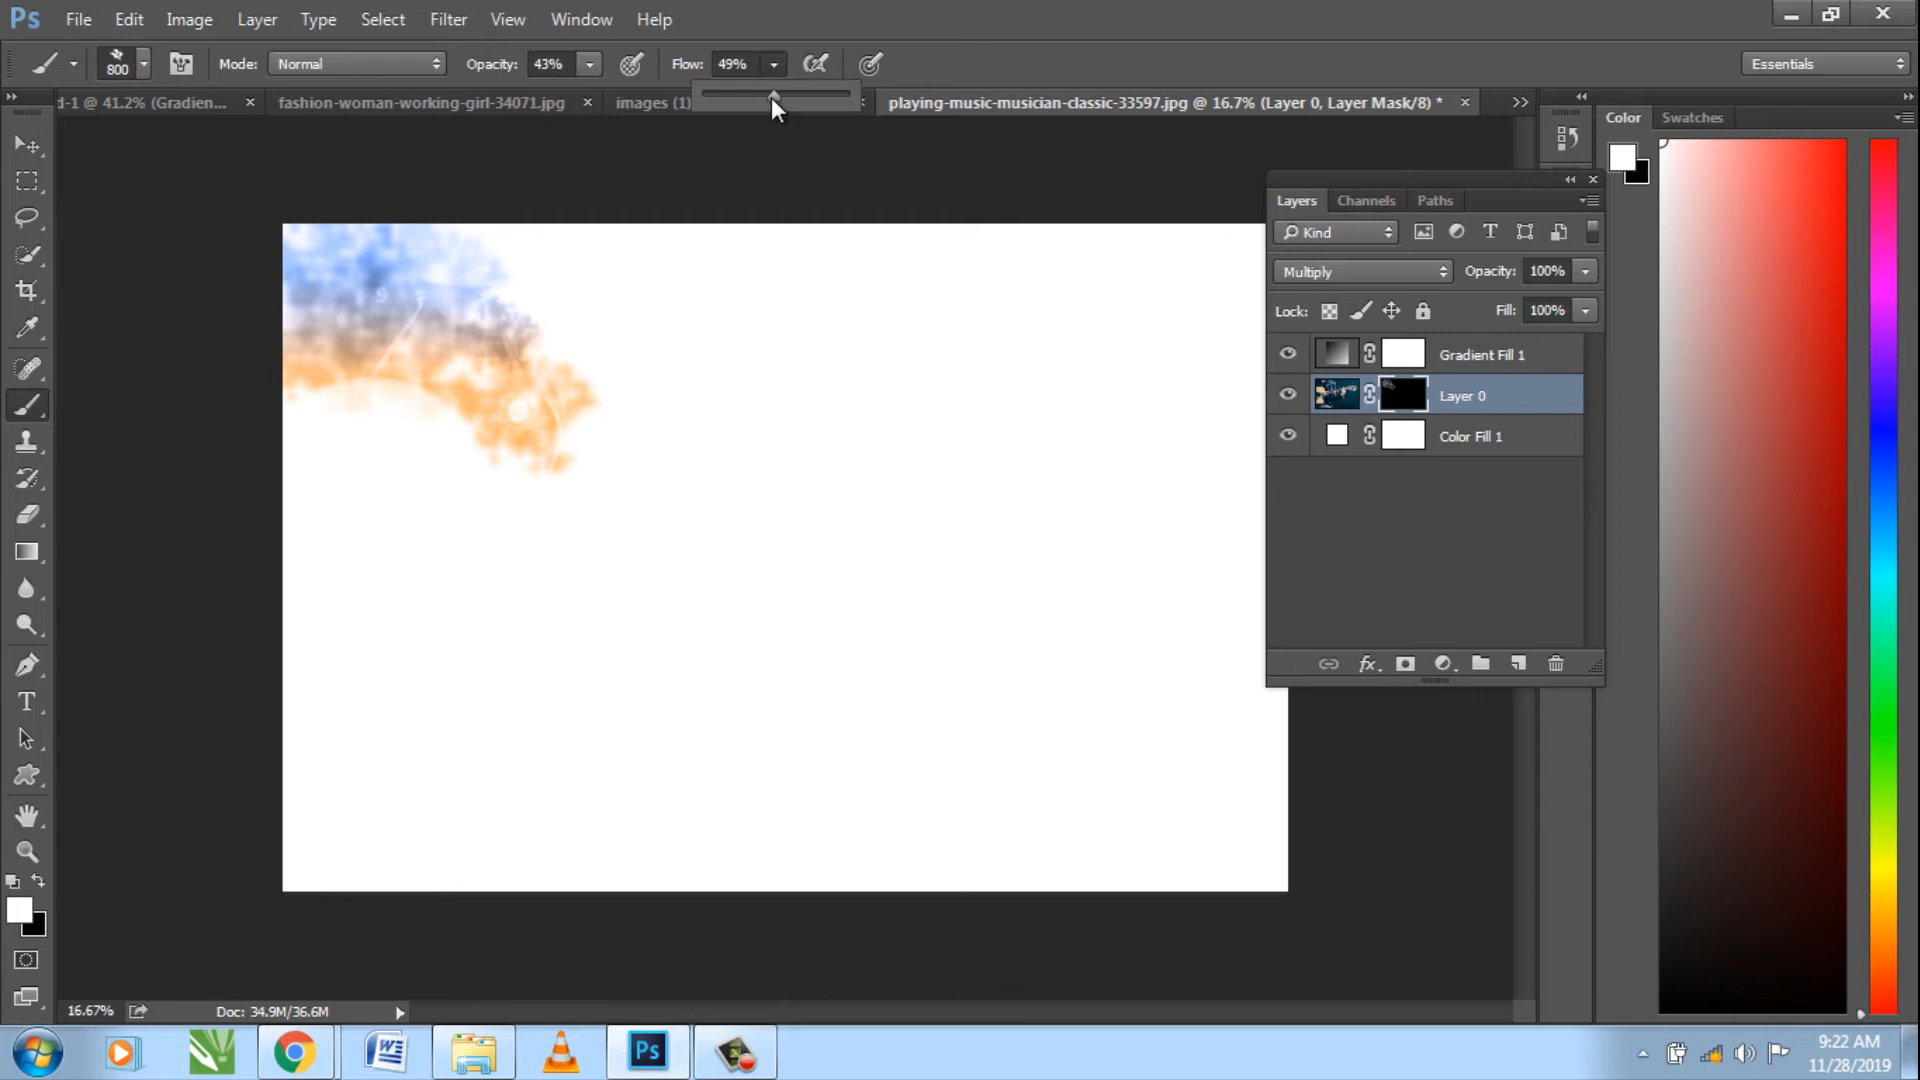 Ps File Edit Image Layer Type Select Filter View Window Help
800 Mode: Normal Opacity: 43% Flow: 49% Essentials
d-1 @ 41.2% (Gradien... × fashion-woman-working-girl-34071.jpg × images (1) playing-music-musician-classic-33597.jpg @ 16.7% (Layer 0, Layer Mask/8) * ×
Color Swatches
Layers Channels Paths
Kind
Multiply Opacity: 100%
Lock: Fill: 100%
Gradient Fill 1
Layer 0
Color Fill 1
fx
16.67% Doc: 34.9M/36.6M
Ps
9:22 AM
11/28/2019